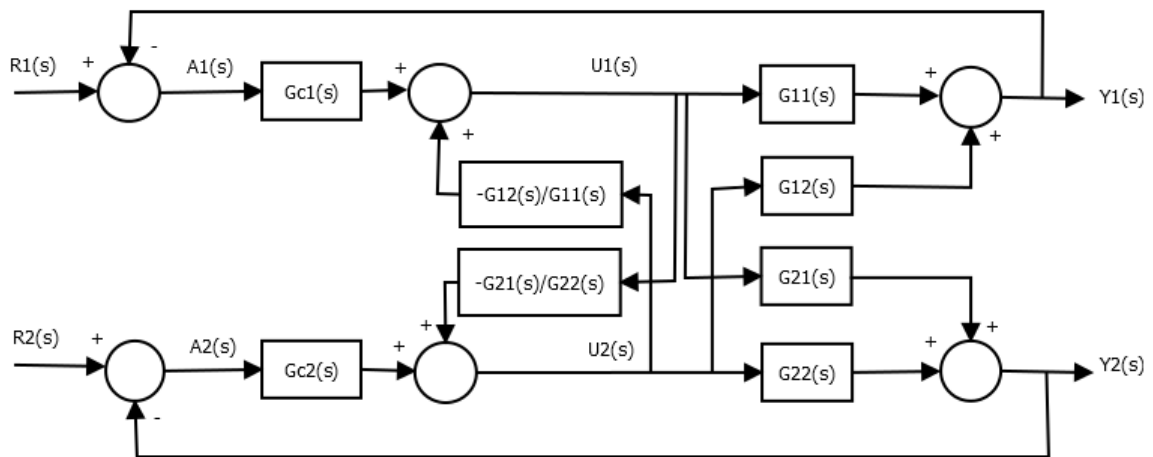 -
R1(s)
+
A1(s)
Gc1(s)
+
U1(s)
G11(s)
+
Y1(s)
+
+
-G12(s)/G11(s)
G12(s)
-G21(s)/G22(s)
G21(s)
R2(s)
+
A2(s)
Gc2(s)
+
+
U2(s)
G22(s)
+
+
Y2(s)
-